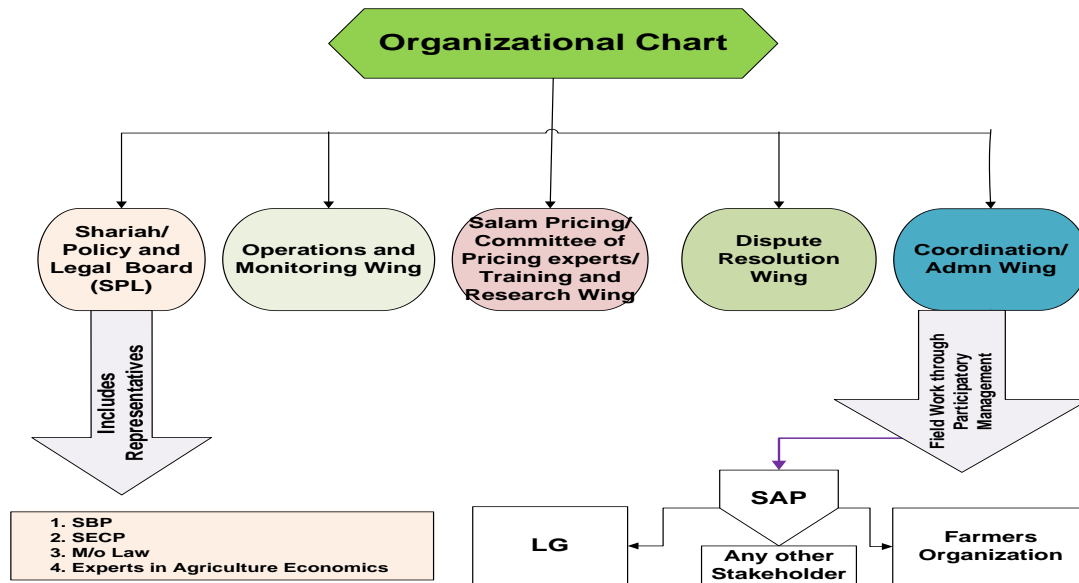 Organizational Chart
Shariah/
Policy and
Legal Board
(SPL)
Operations and
Monitoring Wing
Salam Pricing/
Committee of
Pricing experts/
Training and
Research Wing
Dispute
Resolution
Wing
Coordination/
Admn Wing
Includes
Representatives
Field Work through
Participatory
Management
1. SBP
2. SECP
3. M/o Law
4. Experts in Agriculture Economics
SAP
LG
Any other
Stakeholder
Farmers
Organization